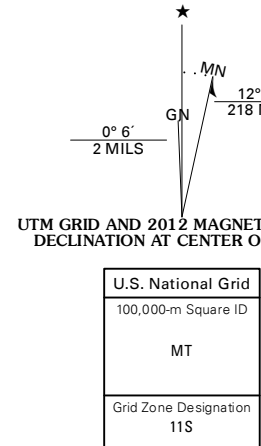 ★
MN
GN
12°
218
0° 6´
2 MILS
UTM GRID AND 2012
DECLINATION AT CENTER
U.S. National Grid
100,000-m Square ID
MT
Grid Zone Designation
11S